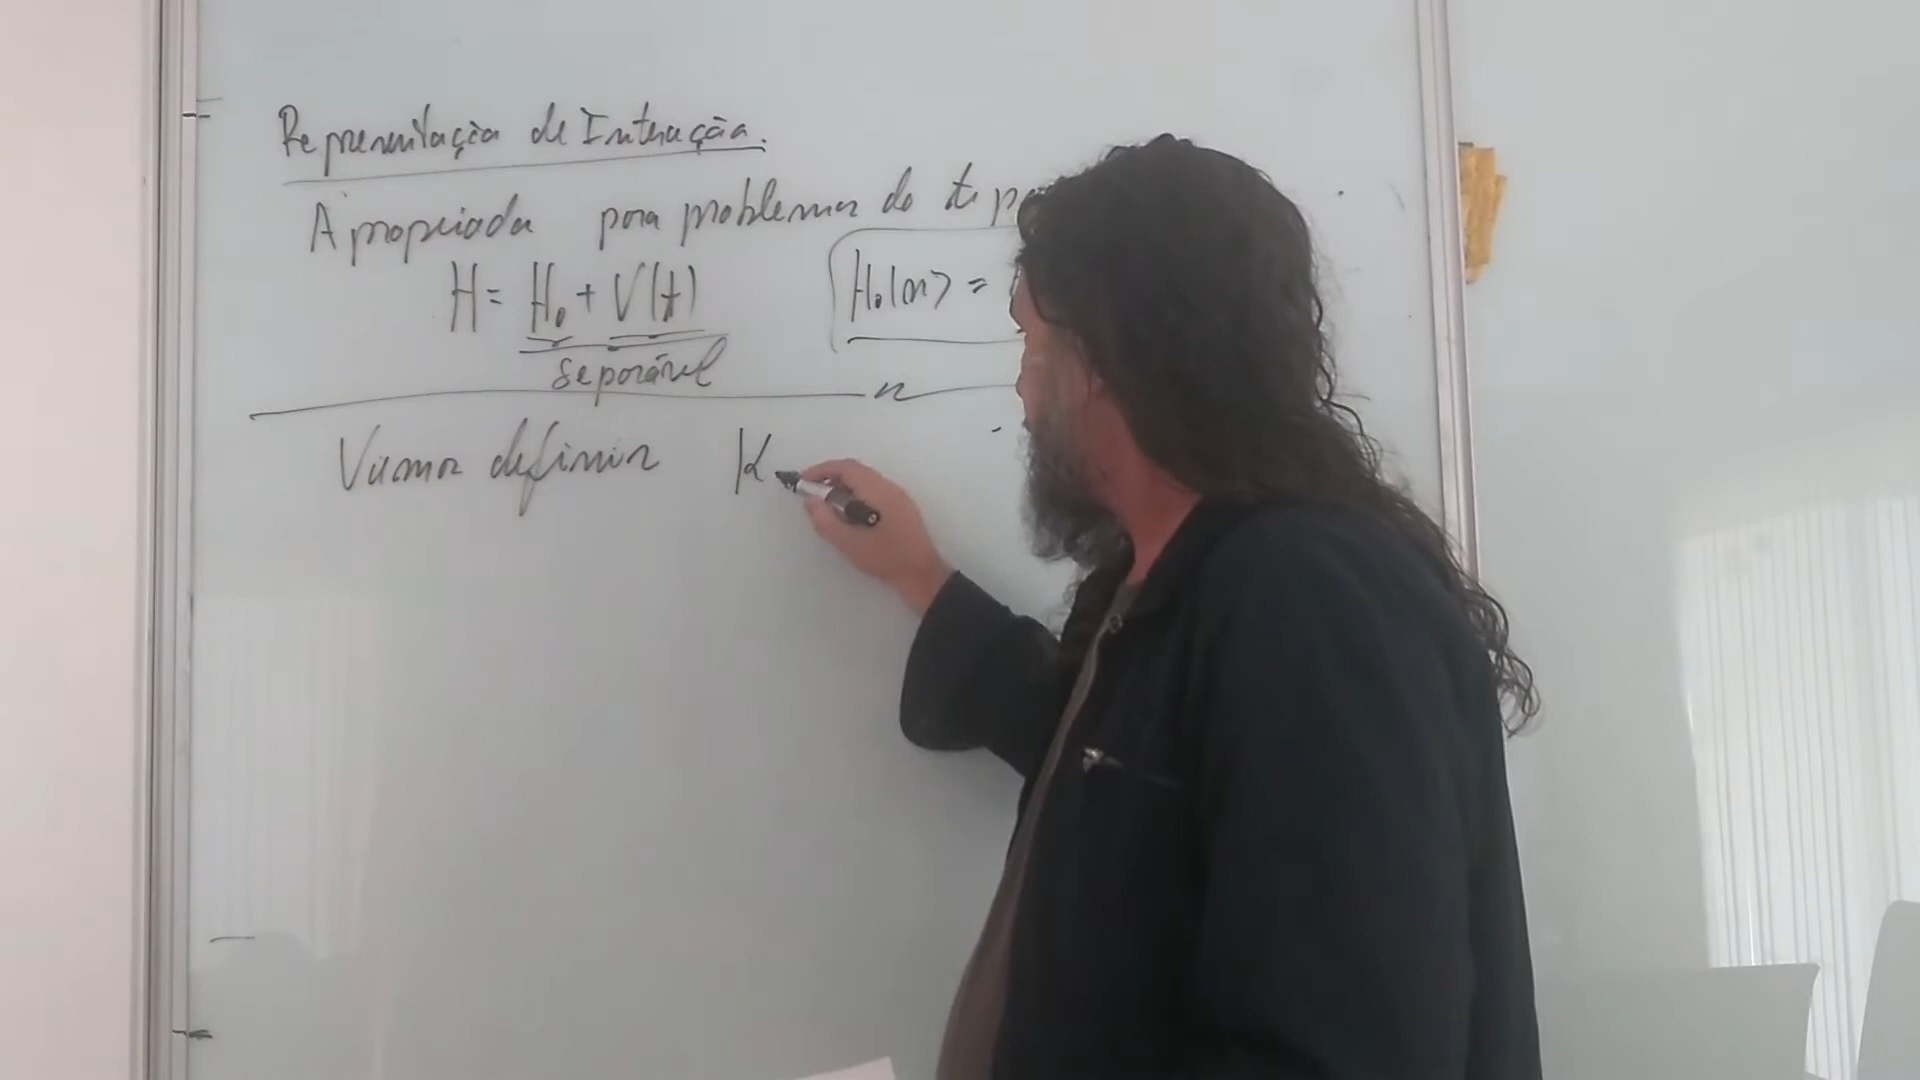 Representação de Interação.
Apropriada para problemas do tipo
H = H₀ + V(t) H₀|n> =
separável
Vamos definir K